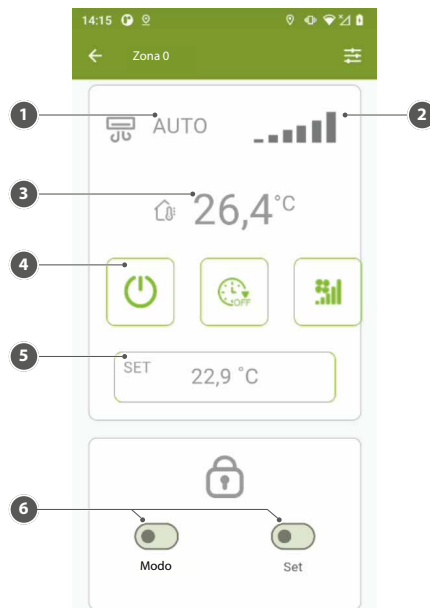 14:15
Zona 0
1
AUTO
2
3
26,4°C
4
OFF
5
SET
22,9 °C
6
Modo
Set